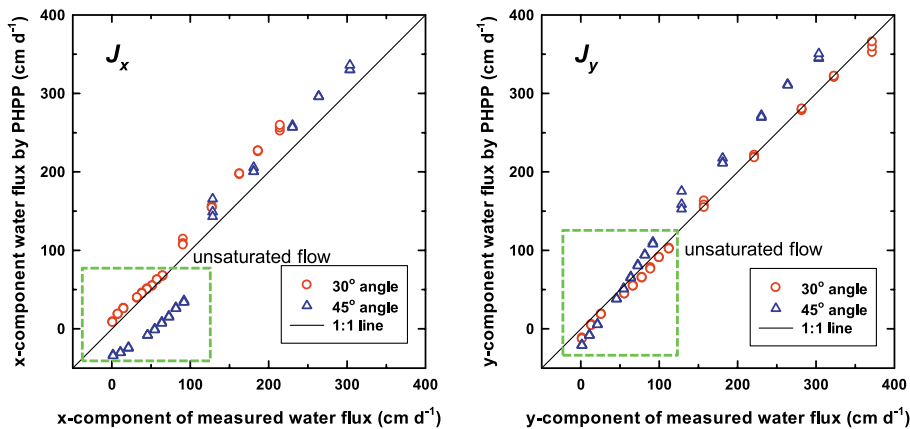 x-component water flux by PHPP (cm d⁻¹)
400
300
200
100
0
Jₓ
unsaturated flow
30° angle
45° angle
1:1 line
0 100 200 300 400
x-component of measured water flux (cm d⁻¹)
y-component water flux by PHPP (cm d⁻¹)
400
300
200
100
0
J_y
unsaturated flow
30° angle
45° angle
1:1 line
0 100 200 300 400
y-component of measured water flux (cm d⁻¹)